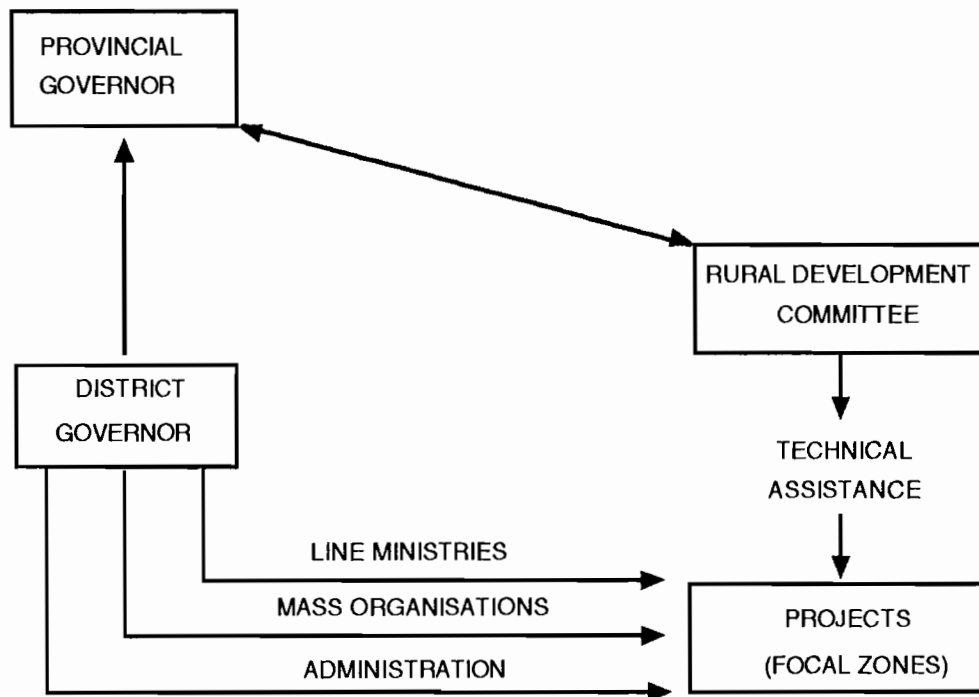 PROVINCIAL
GOVERNOR
RURAL DEVELOPMENT
COMMITTEE
DISTRICT
GOVERNOR
TECHNICAL
ASSISTANCE
LINE MINISTRIES
MASS ORGANISATIONS
ADMINISTRATION
PROJECTS
(FOCAL ZONES)